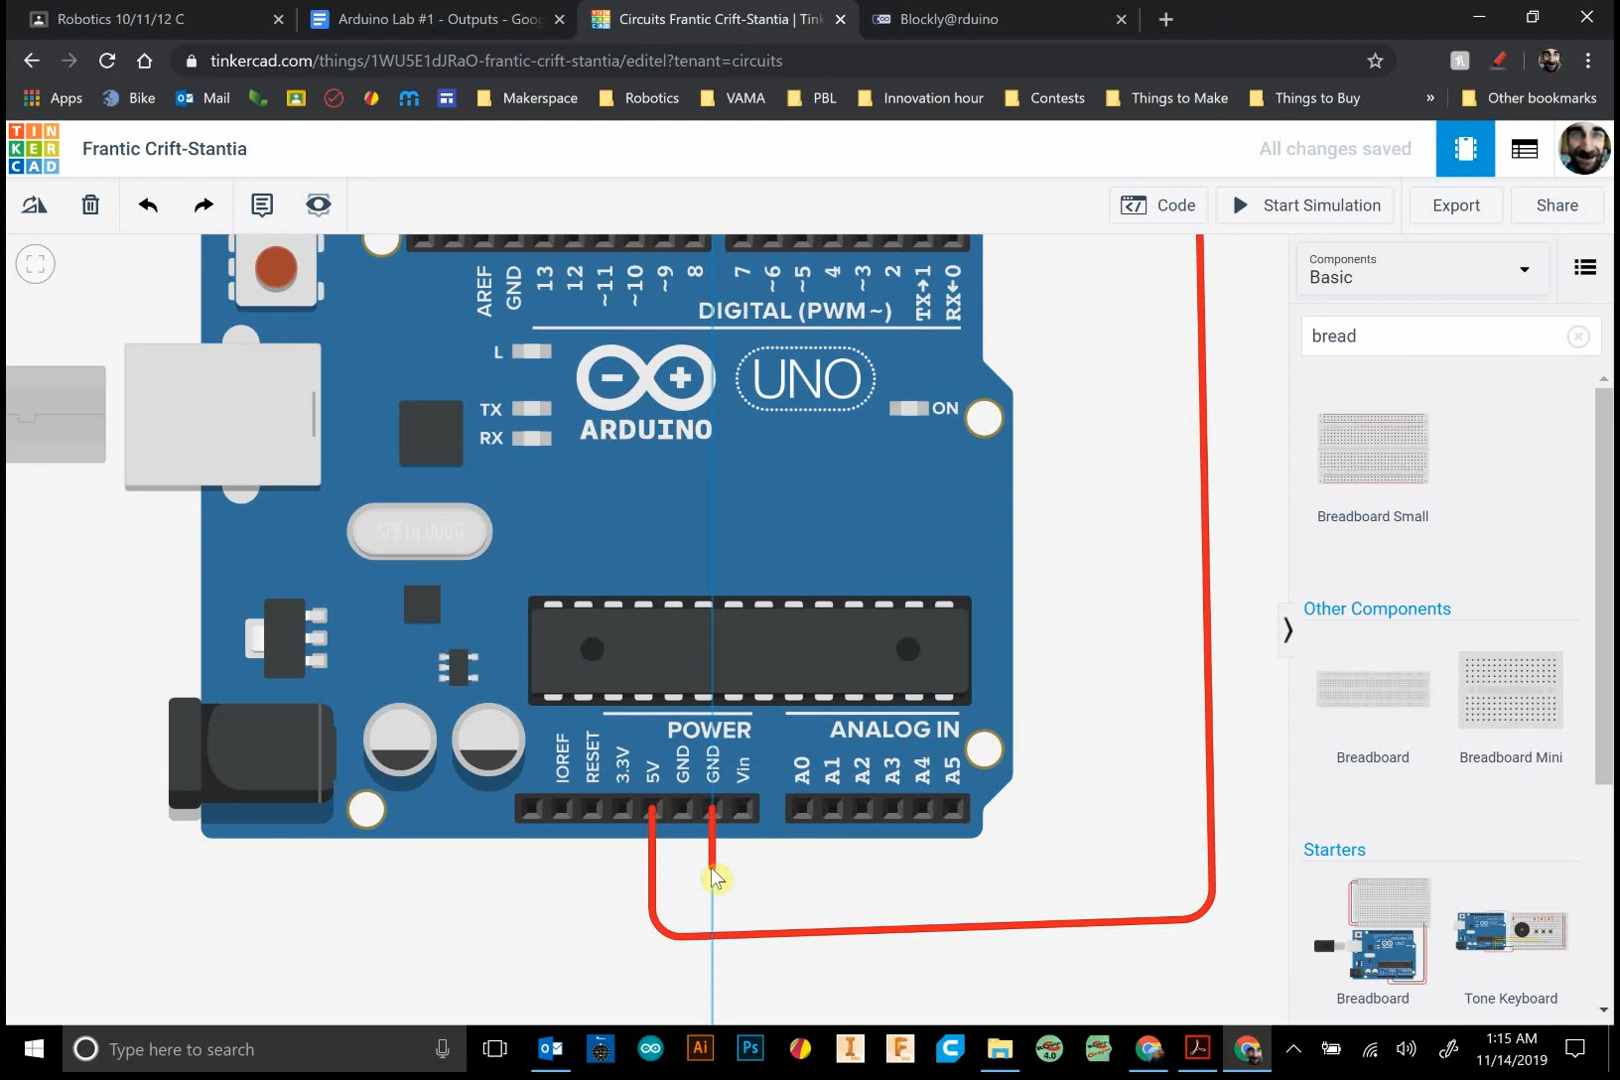 Robotics 10/11/12 C
Arduino Lab #1 - Outputs - Goo
Circuits Frantic Crift-Stantia | Tin
Blockly@rduino
tinkercad.com/things/1WU5E1dJRaO-frantic-crift-stantia/editel?tenant=circuits
Apps
Bike
Mail
Makerspace
Robotics
VAMA
PBL
Innovation hour
Contests
Things to Make
Things to Buy
»
Other bookmarks
TIN
KER
CAD
Frantic Crift-Stantia
All changes saved
Code
Start Simulation
Export
Share
Components
Basic
bread
AREF
GND
13
12
~11
~10
~9
8
7
~6
~5
4
~3
2
TX→1
RX←0
DIGITAL (PWM~)
L
TX
RX
ARDUINO
UNO
ON
POWER
ANALOG IN
IOREF
RESET
3.3V
5V
GND
GND
Vin
A0
A1
A2
A3
A4
A5
Breadboard Small
Other Components
Breadboard
Breadboard Mini
Starters
Breadboard
Tone Keyboard
Type here to search
Ai
Ps
I
F
4.0
1:15 AM
11/14/2019